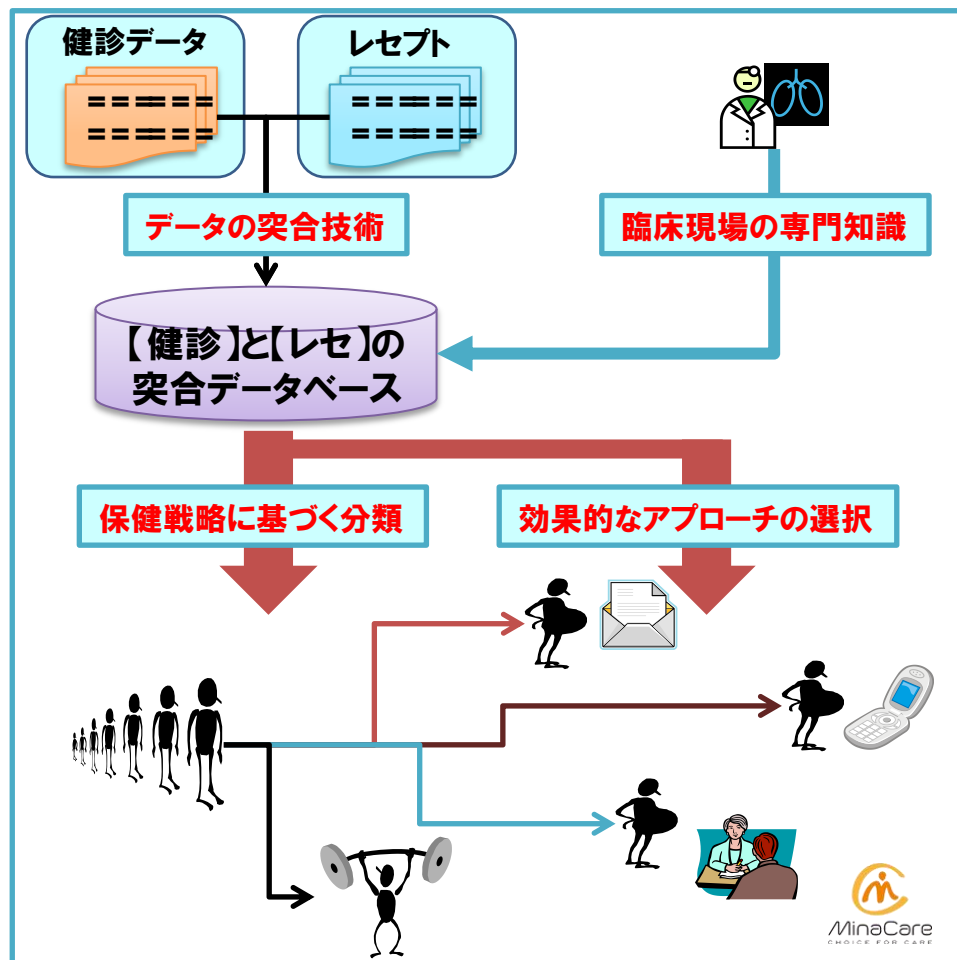 健診データ
レセプト
＝＝＝＝＝＝
＝＝＝＝＝＝
＝＝＝＝＝＝
＝＝＝＝＝＝
データの突合技術
臨床現場の専門知識
【健診】と【レセ】の
突合データベース
保健戦略に基づく分類
効果的なアプローチの選択
MinaCare
CHOICE FOR CARE